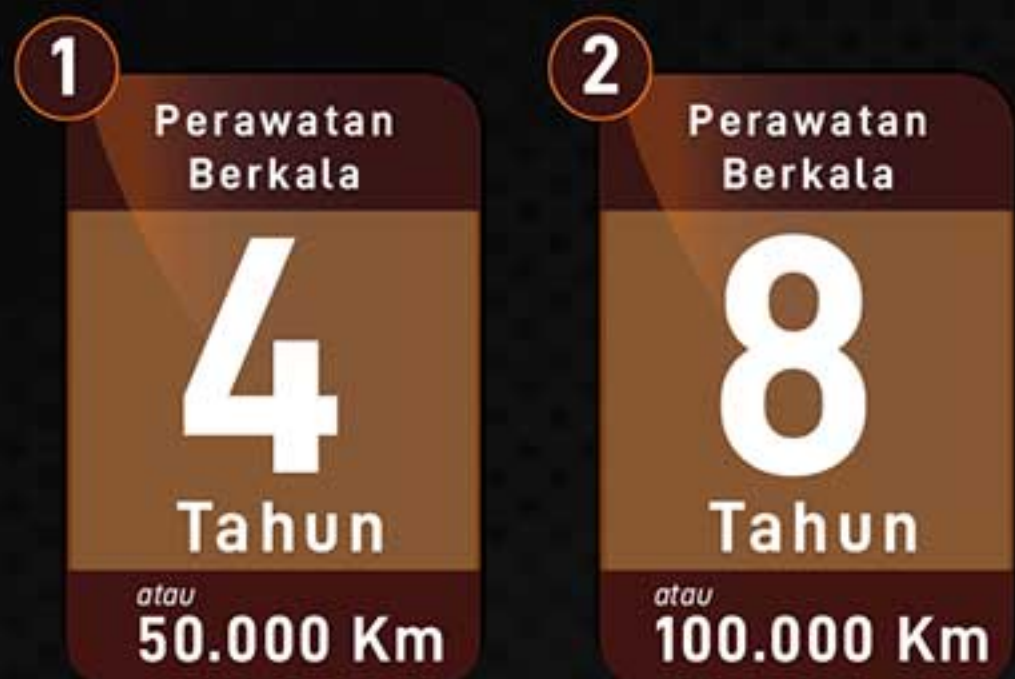 1
Perawatan
Berkala
4
Tahun
atau
50.000 Km
2
Perawatan
Berkala
8
Tahun
atau
100.000 Km